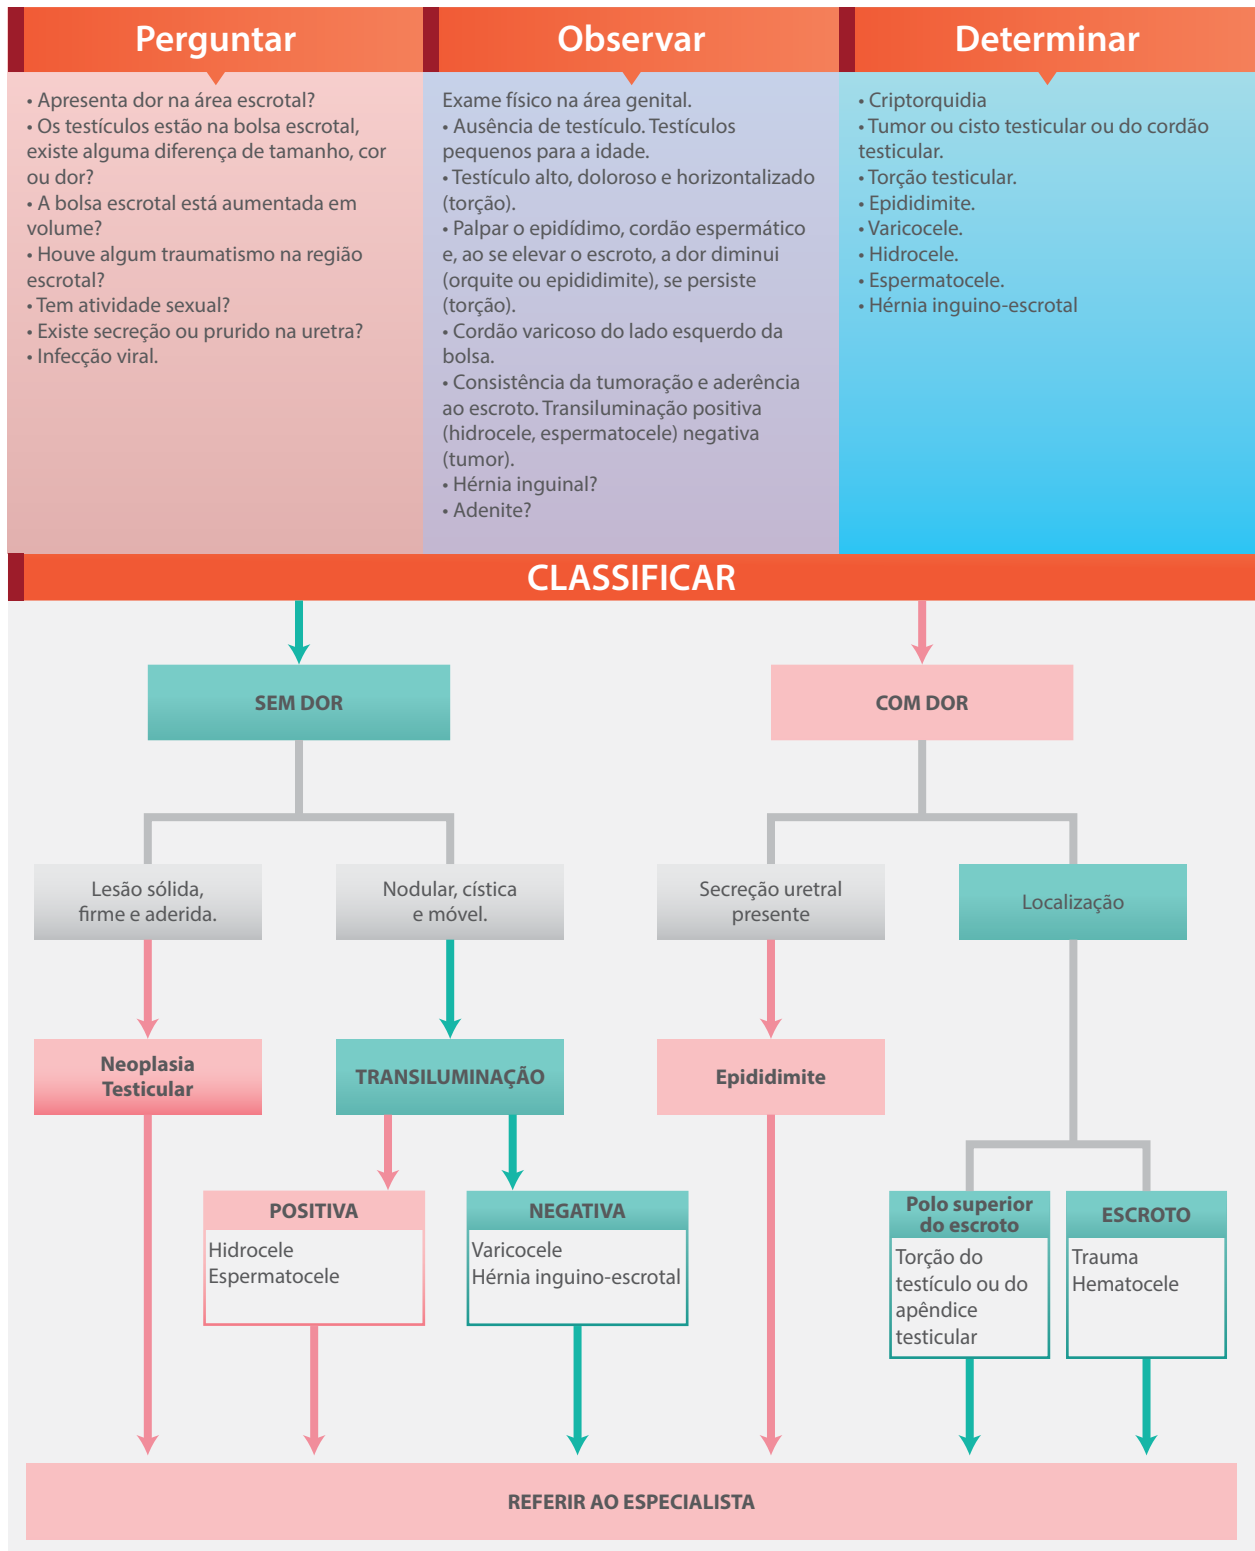 Perguntar
• Apresenta dor na área escrotal?
• Os testículos estão na bolsa escrotal,
existe alguma diferença de tamanho, cor
ou dor?
• A bolsa escrotal está aumentada em
volume?
• Houve algum traumatismo na região
escrotal?
• Tem atividade sexual?
• Existe secreção ou prurido na uretra?
• Infecção viral.
Observar
Exame físico na área genital.
• Ausência de testículo. Testículos
pequenos para a idade.
• Testículo alto, doloroso e horizontalizado
(torção).
• Palpar o epidídimo, cordão espermático
e, ao se elevar o escroto, a dor diminui
(orquite ou epididimite), se persiste
(torção).
• Cordão varicoso do lado esquerdo da
bolsa.
• Consistência da tumoração e aderência
ao escroto. Transiluminação positiva
(hidrocele, espermatocele) negativa
(tumor).
• Hérnia inguinal?
• Adenite?
Determinar
• Criptorquidia
• Tumor ou cisto testicular ou do cordão
testicular.
• Torção testicular.
• Epididimite.
• Varicocele.
• Hidrocele.
• Espermatocele.
• Hérnia inguino-escrotal
CLASSIFICAR
SEM DOR
COM DOR
Lesão sólida,
firme e aderida.
Nodular, cística
e móvel.
Secreção uretral
presente
Localização
Neoplasia
Testicular
TRANSILUMINAÇÃO
Epididimite
POSITIVA
Hidrocele
Espermatocele
NEGATIVA
Varicocele
Hérnia inguino-escrotal
Polo superior
do escroto
Torção do
testículo ou do
apêndice
testicular
ESCROTO
Trauma
Hematocele
REFERIR AO ESPECIALISTA